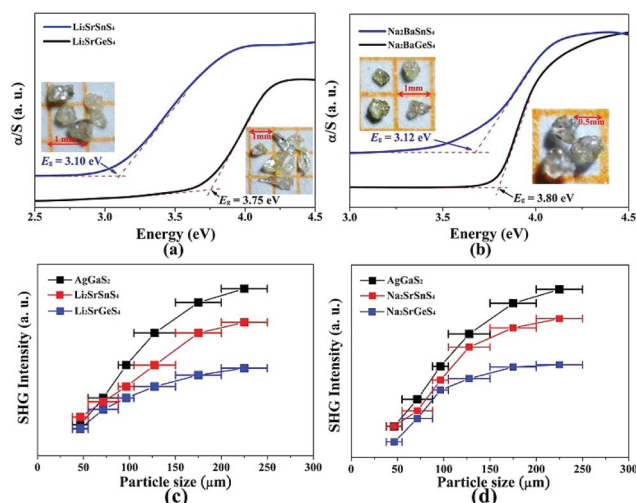 Li₂SrSnS₄
Li₂SrGeS₄
α/S (a. u.)
1 mm
1mm
Eg = 3.10 eV
Eg = 3.75 eV
2.5 3.0 3.5 4.0 4.5
Energy (eV)
(a)
Na₂BaSnS₄
Na₂BaGeS₄
α/S (a. u.)
1mm
0.5mm
Eg = 3.12 eV
Eg = 3.80 eV
3.0 3.5 4.0 4.5
Energy (eV)
(b)
AgGaS₂
Li₂SrSnS₄
Li₂SrGeS₄
SHG Intensity (a. u.)
0 50 100 150 200 250 300
Particle size (μm)
(c)
AgGaS₂
Na₂SrSnS₄
Na₂SrGeS₄
SHG Intensity (a. u.)
0 50 100 150 200 250 300
Particle size (μm)
(d)